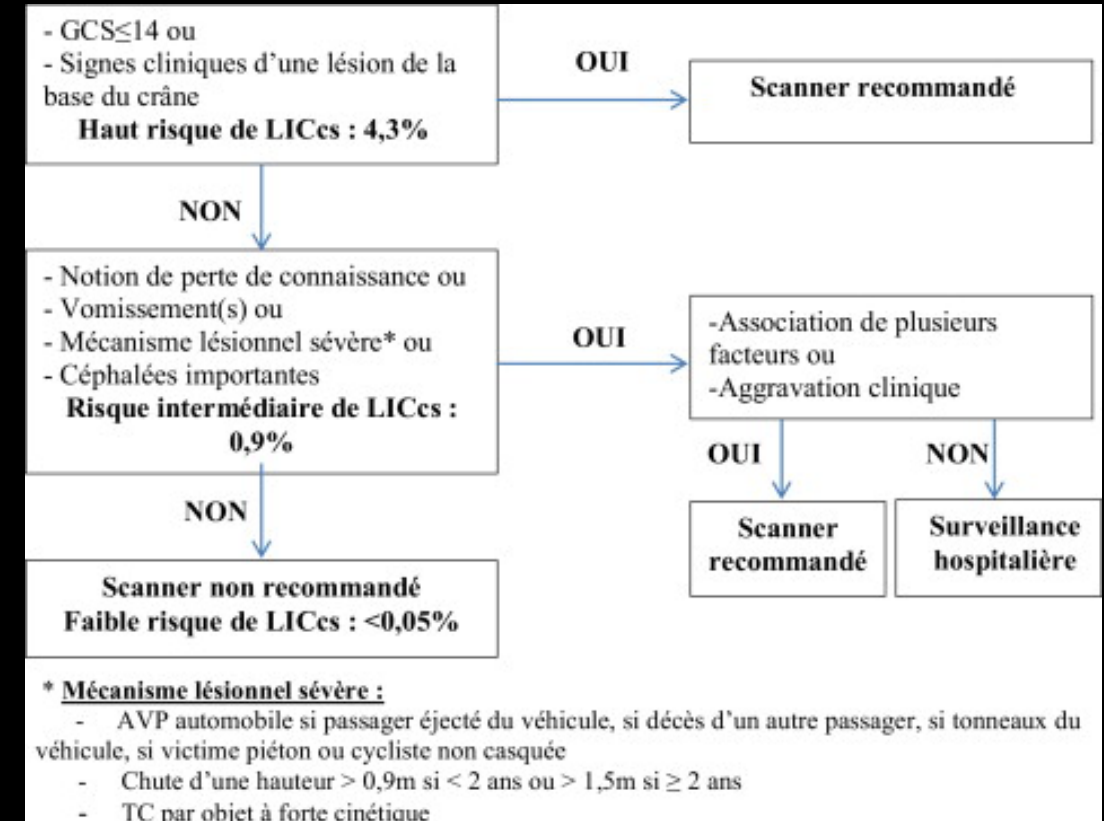 - GCS≤14 ou
- Signes cliniques d'une lésion de la
base du crâne
Haut risque de LICcs : 4,3%
OUI
Scanner recommandé
NON
- Notion de perte de connaissance ou
- Vomissement(s) ou
- Mécanisme lésionnel sévère* ou
- Céphalées importantes
Risque intermédiaire de LICcs :
0,9%
OUI
-Association de plusieurs
facteurs ou
-Aggravation clinique
OUI
NON
Scanner
recommandé
Surveillance
hospitalière
NON
Scanner non recommandé
Faible risque de LICcs : <0,05%
* Mécanisme lésionnel sévère :
- AVP automobile si passager éjecté du véhicule, si décès d'un autre passager, si tonneaux du
véhicule, si victime piéton ou cycliste non casquée
- Chute d'une hauteur > 0,9m si < 2 ans ou > 1,5m si ≥ 2 ans
- TC par objet à forte cinétique